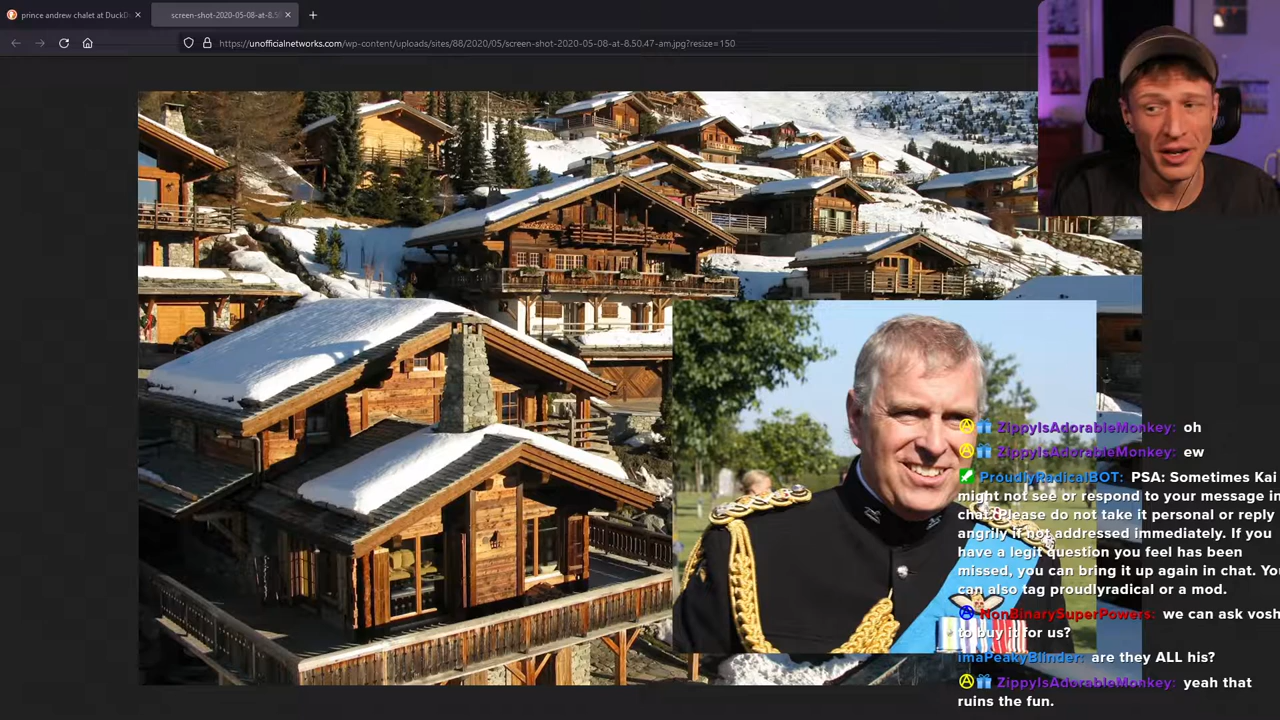 prince andrew chalet at DuckD
screen-shot-2020-05-08-at-8.50
https://unofficialnetworks.com/wp-content/uploads/sites/88/2020/05/screen-shot-2020-05-08-at-8.50.47-am.jpg?resize=150
ZippyIsAdorableMonkey: oh
ZippyIsAdorableMonkey: ew
ProudlyRadicalBOT: PSA: Sometimes Kai
might not see or respond to your message in
chat. Please do not take it personal or reply
angrily if not addressed immediately. If you
have a legit question you feel has been
missed, you can bring it up again in chat. You
can also tag proudlyradical or a mod.
NonBinarySuperPowers: we can ask vosh
to buy it for us?
imaPeakyBlinder: are they ALL his?
ZippyIsAdorableMonkey: yeah that
ruins the fun.